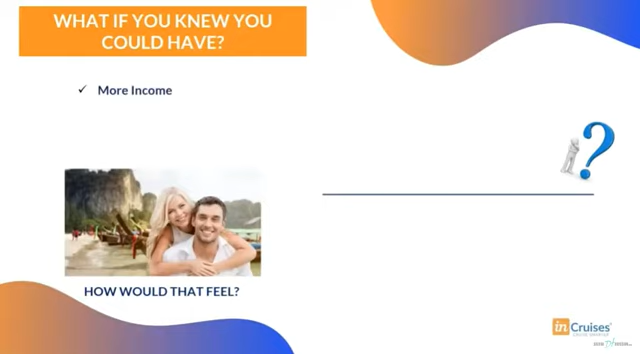 WHAT IF YOU KNEW YOU
COULD HAVE?
✓ More Income
HOW WOULD THAT FEEL?
inCruises®